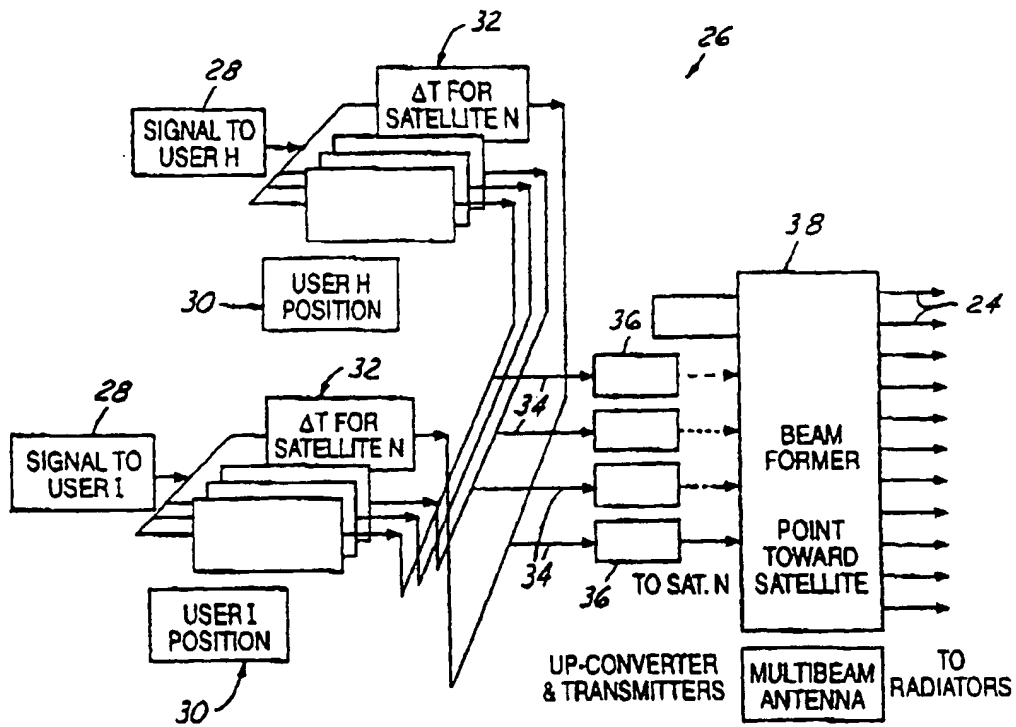 32
26
28
ΔT FOR
SATELLITE N
SIGNAL TO
USER H
38
USER H
POSITION
30
24
36
32
28
34
ΔT FOR
SATELLITE N
34
SIGNAL TO
USER I
BEAM
FORMER
34
34
POINT
TOWARD
SATELLITE
36
TO SAT. N
USER I
POSITION
30
UP-CONVERTER
& TRANSMITTERS
MULTIBEAM
ANTENNA
TO
RADIATORS